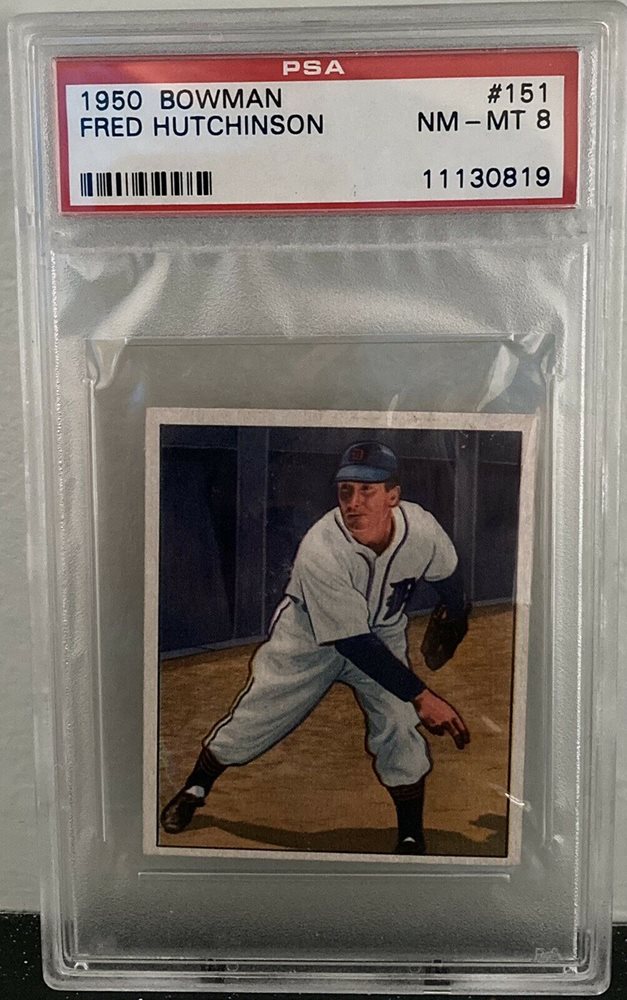 PSA
1950 BOWMAN #151
FRED HUTCHINSON NM-MT 8
11130819
D